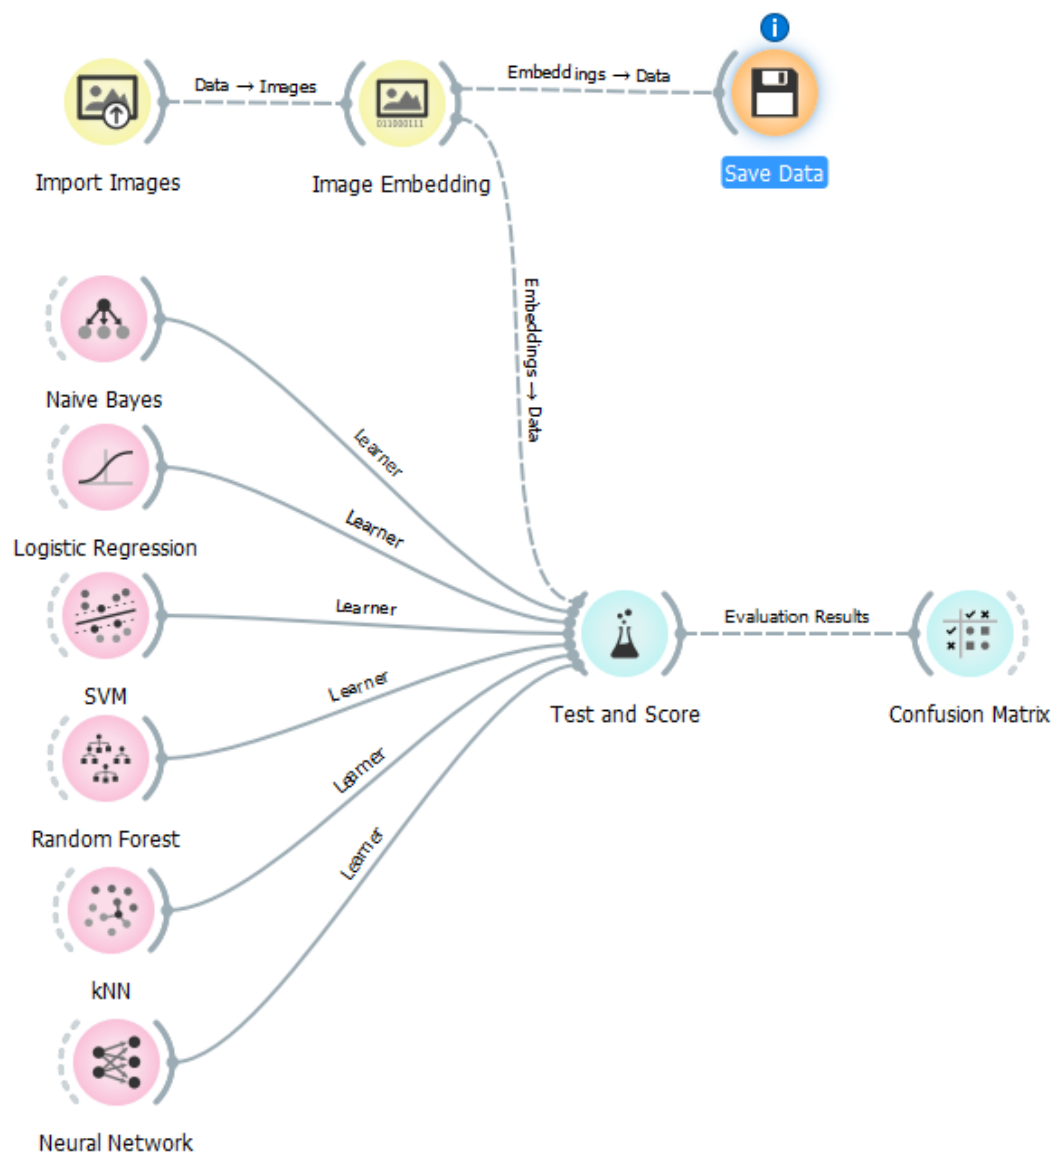 i
Data → Images
Embeddings → Data
011000111
Import Images
Image Embedding
Save Data
Embeddings → Data
Naive Bayes
Learner
Logistic Regression
Learner
SVM
Learner
Random Forest
Learner
kNN
Learner
Neural Network
Learner
Test and Score
Evaluation Results
Confusion Matrix